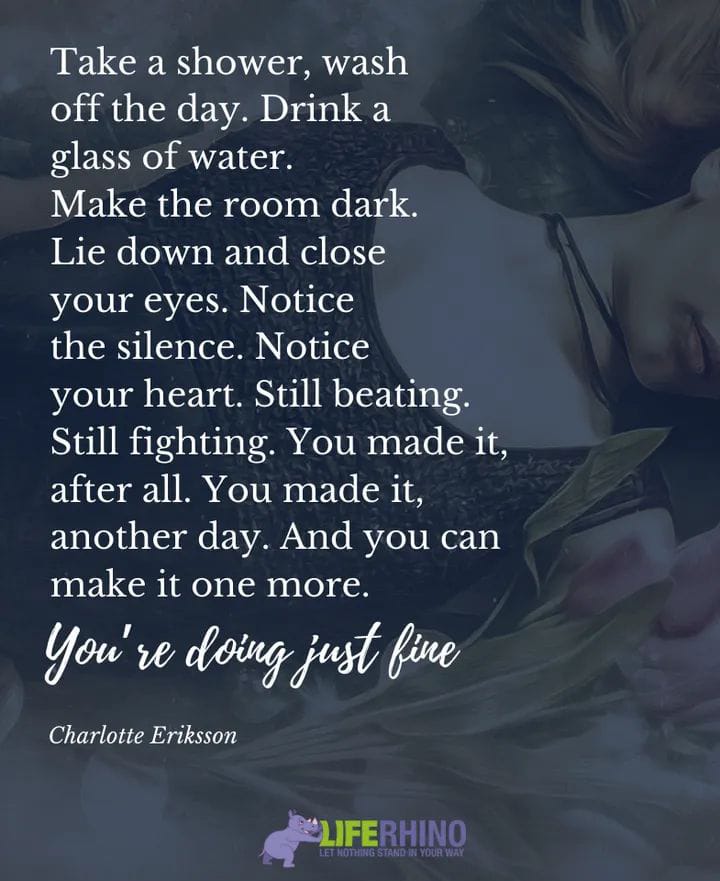 Take a shower, wash
off the day. Drink a
glass of water.
Make the room dark.
Lie down and close
your eyes. Notice
the silence. Notice
your heart. Still beating.
Still fighting. You made it,
after all. You made it,
another day. And you can
make it one more.
You're doing just fine
Charlotte Eriksson
LIFERHINO
LET NOTHING STAND IN YOUR WAY